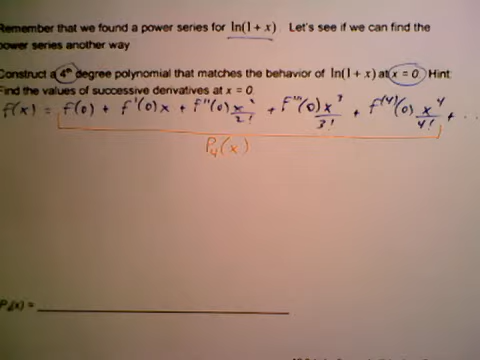 Remember that we found a power series for ln(1 + x) Let's see if we can find the
power series another way
Construct a 4th degree polynomial that matches the behavior of ln(1 + x) at x = 0. Hint:
Find the values of successive derivatives at x = 0.
f(x) = f(0) + f'(0)x + f''(0)x²/2! + f'''(0)x³/3! + f⁽⁴⁾(0)x⁴/4! + ...
P₄(x)
P₄(x) =